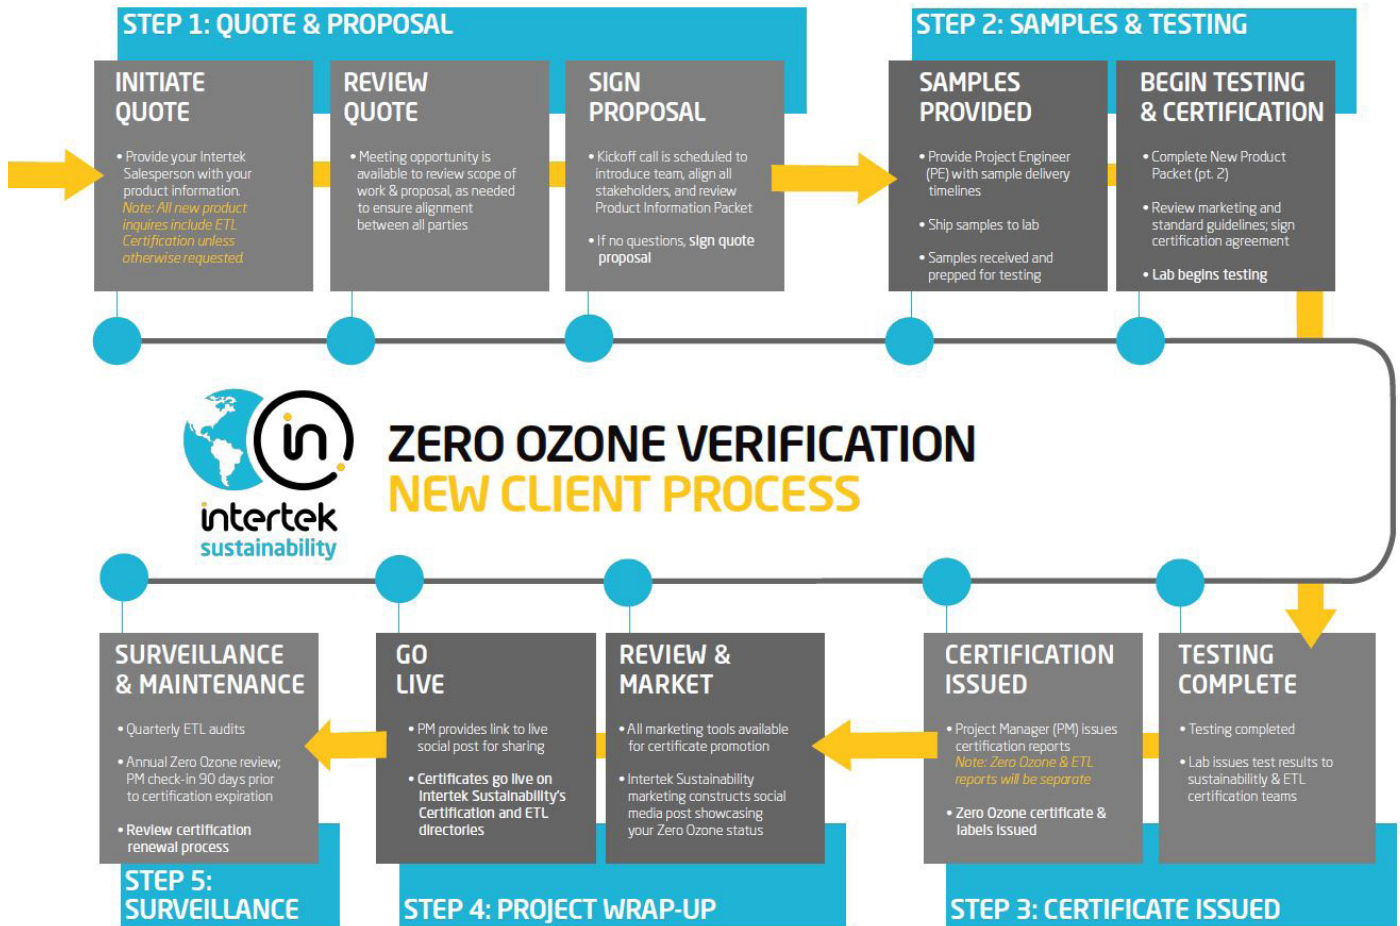 STEP 1: QUOTE & PROPOSAL
INITIATE
QUOTE
• Provide your Intertek
Salesperson with your
product information.
Note: All new product
inquires include ETL
Certification unless
otherwise requested.
REVIEW
QUOTE
• Meeting opportunity is
available to review scope of
work & proposal, as needed
to ensure alignment
between all parties
SIGN
PROPOSAL
• Kickoff call is scheduled to
introduce team, align all
stakeholders, and review
Product Information Packet
• If no questions, sign quote
proposal
STEP 2: SAMPLES & TESTING
SAMPLES
PROVIDED
• Provide Project Engineer
(PE) with sample delivery
timelines
• Ship samples to lab
• Samples received and
prepped for testing
BEGIN TESTING
& CERTIFICATION
• Complete New Product
Packet (pt. 2)
• Review marketing and
standard guidelines; sign
certification agreement
• Lab begins testing
in
intertek
sustainability
ZERO OZONE VERIFICATION
NEW CLIENT PROCESS
TESTING
COMPLETE
• Testing completed
• Lab issues test results to
sustainabilitly & ETL
certification teams
CERTIFICATION
ISSUED
• Project Manager (PM) issues
certification reports
Note: Zero Ozone & ETL
reports will be separate
• Zero Ozone certificate &
labels issued
STEP 3: CERTIFICATE ISSUED
REVIEW &
MARKET
• All marketing tools available
for certificate promotion
• Intertek Sustainability
marketing constructs social
media post showcasing
your Zero Ozone status
GO
LIVE
• PM provides link to live
social post for sharing
• Certificates go live on
Intertek Sustainability's
Certification and ETL
directories
STEP 4: PROJECT WRAP-UP
SURVEILLANCE
& MAINTENANCE
• Quarterly ETL audits
• Annual Zero Ozone review;
PM check-in 90 days prior
to certification expiration
• Review certification
renewal process
STEP 5:
SURVEILLANCE